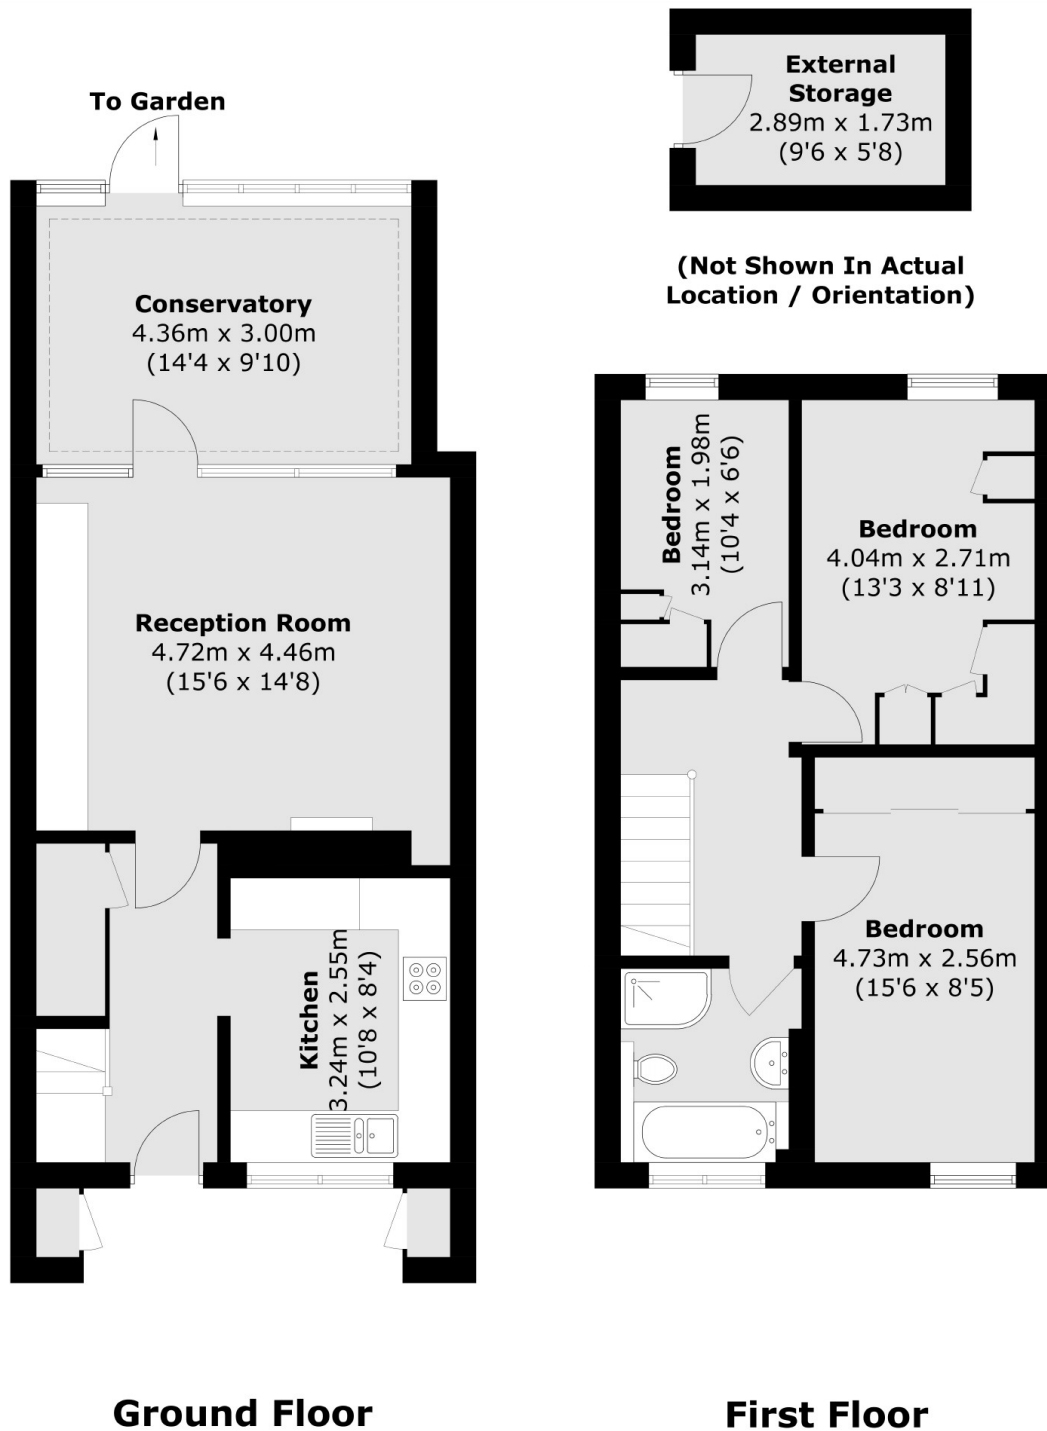 To Garden
Conservatory
4.36m x 3.00m
(14'4 x 9'10)
Reception Room
4.72m x 4.46m
(15'6 x 14'8)
Kitchen
3.24m x 2.55m
(10'8 x 8'4)
Ground Floor
External
Storage
2.89m x 1.73m
(9'6 x 5'8)
(Not Shown In Actual
Location / Orientation)
Bedroom
3.14m x 1.98m
(10'4 x 6'6)
Bedroom
4.04m x 2.71m
(13'3 x 8'11)
Bedroom
4.73m x 2.56m
(15'6 x 8'5)
First Floor